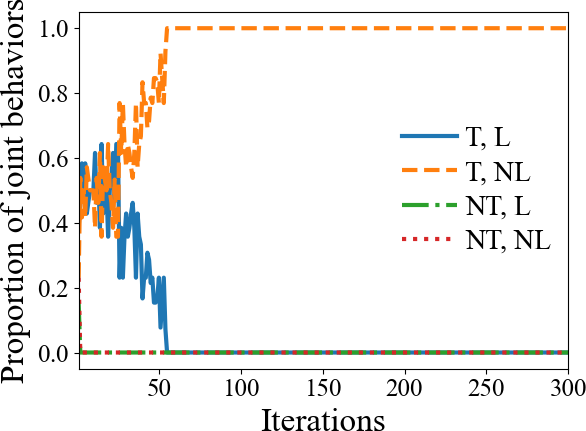 Proportion of joint behaviors
1.0
0.8
0.6
0.4
0.2
0.0
T, L
T, NL
NT, L
NT, NL
50
100
150
200
250
300
Iterations